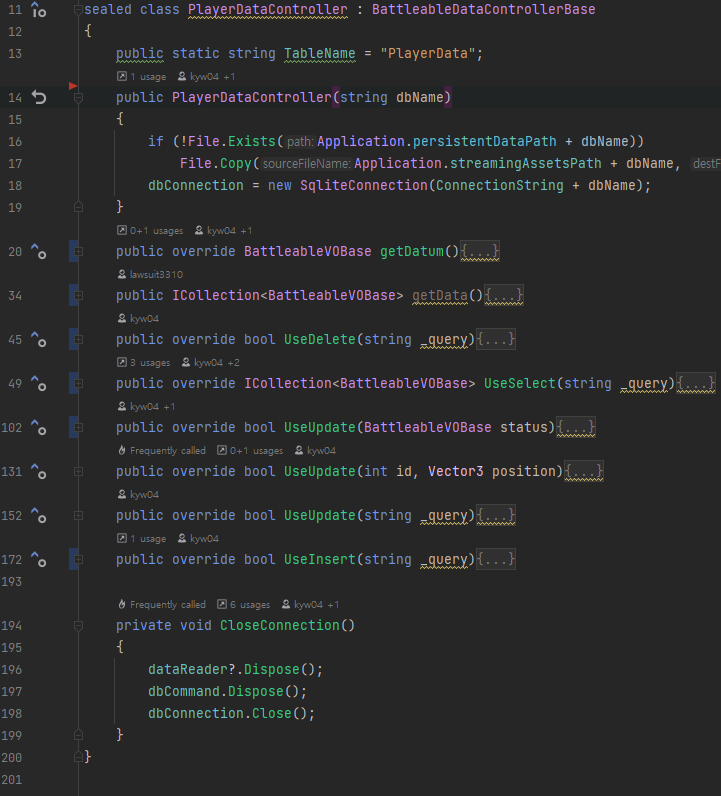 11 sealed class PlayerDataController : BattleableDataControllerBase
12 {
13 public static string TableName = "PlayerData";
1 usage kyw04 +1
14 public PlayerDataController(string dbName)
15 {
16 if (!File.Exists( path: Application.persistentDataPath + dbName))
17 File.Copy( sourceFileName: Application.streamingAssetsPath + dbName, destF
18 dbConnection = new SqliteConnection(ConnectionString + dbName);
19 }
0+1 usages kyw04 +1
20 public override BattleableVOBase getDatum(){...}
lawsuit3310
34 public ICollection<BattleableVOBase> getData(){...}
kyw04
45 public override bool UseDelete(string _query){...}
3 usages kyw04 +2
49 public override ICollection<BattleableVOBase> UseSelect(string _query){...}
kyw04 +1
102 public override bool UseUpdate(BattleableVOBase status){...}
Frequently called 0+1 usages kyw04
131 public override bool UseUpdate(int id, Vector3 position){...}
kyw04
152 public override bool UseUpdate(string _query){...}
1 usage kyw04
172 public override bool UseInsert(string _query){...}
193
Frequently called 6 usages kyw04 +1
194 private void CloseConnection()
195 {
196 dataReader?.Dispose();
197 dbCommand.Dispose();
198 dbConnection.Close();
199 }
200 }
201